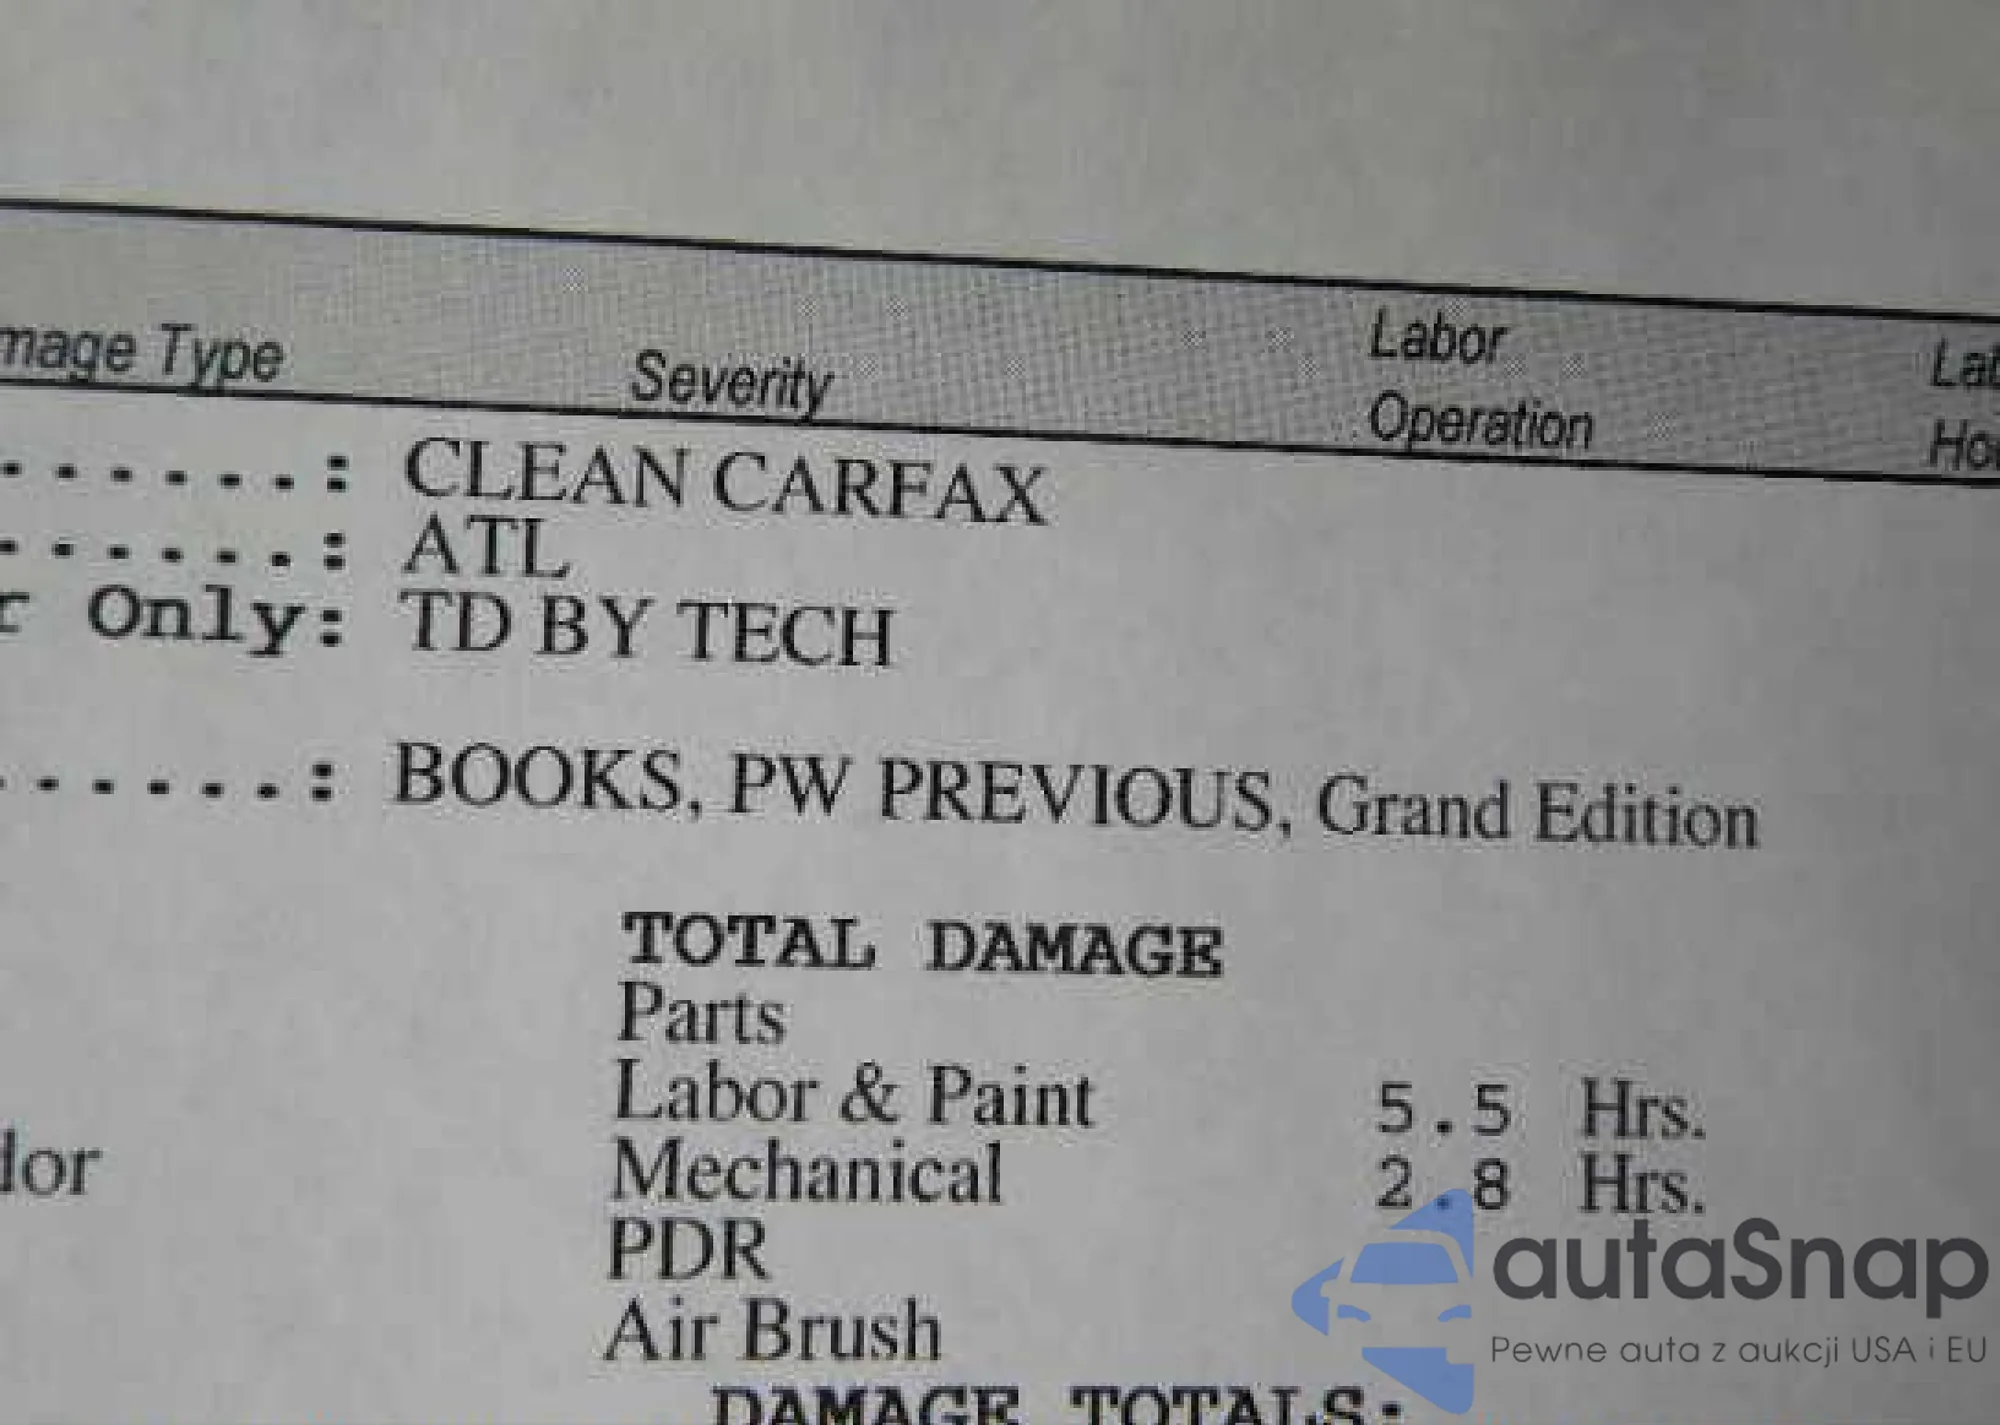 mage Type Severity Labor Lab
Operation Hou
. . . . . . : CLEAN CARFAX
. . . . . . : ATL
r Only: TD BY TECH
. . . . . . : BOOKS, PW PREVIOUS, Grand Edition
TOTAL DAMAGE
Parts
Labor & Paint 5.5 Hrs.
dor Mechanical 2.8 Hrs.
PDR
Air Brush
DAMAGE TOTALS:
autaSnap
Pewne auta z aukcji USA i EU